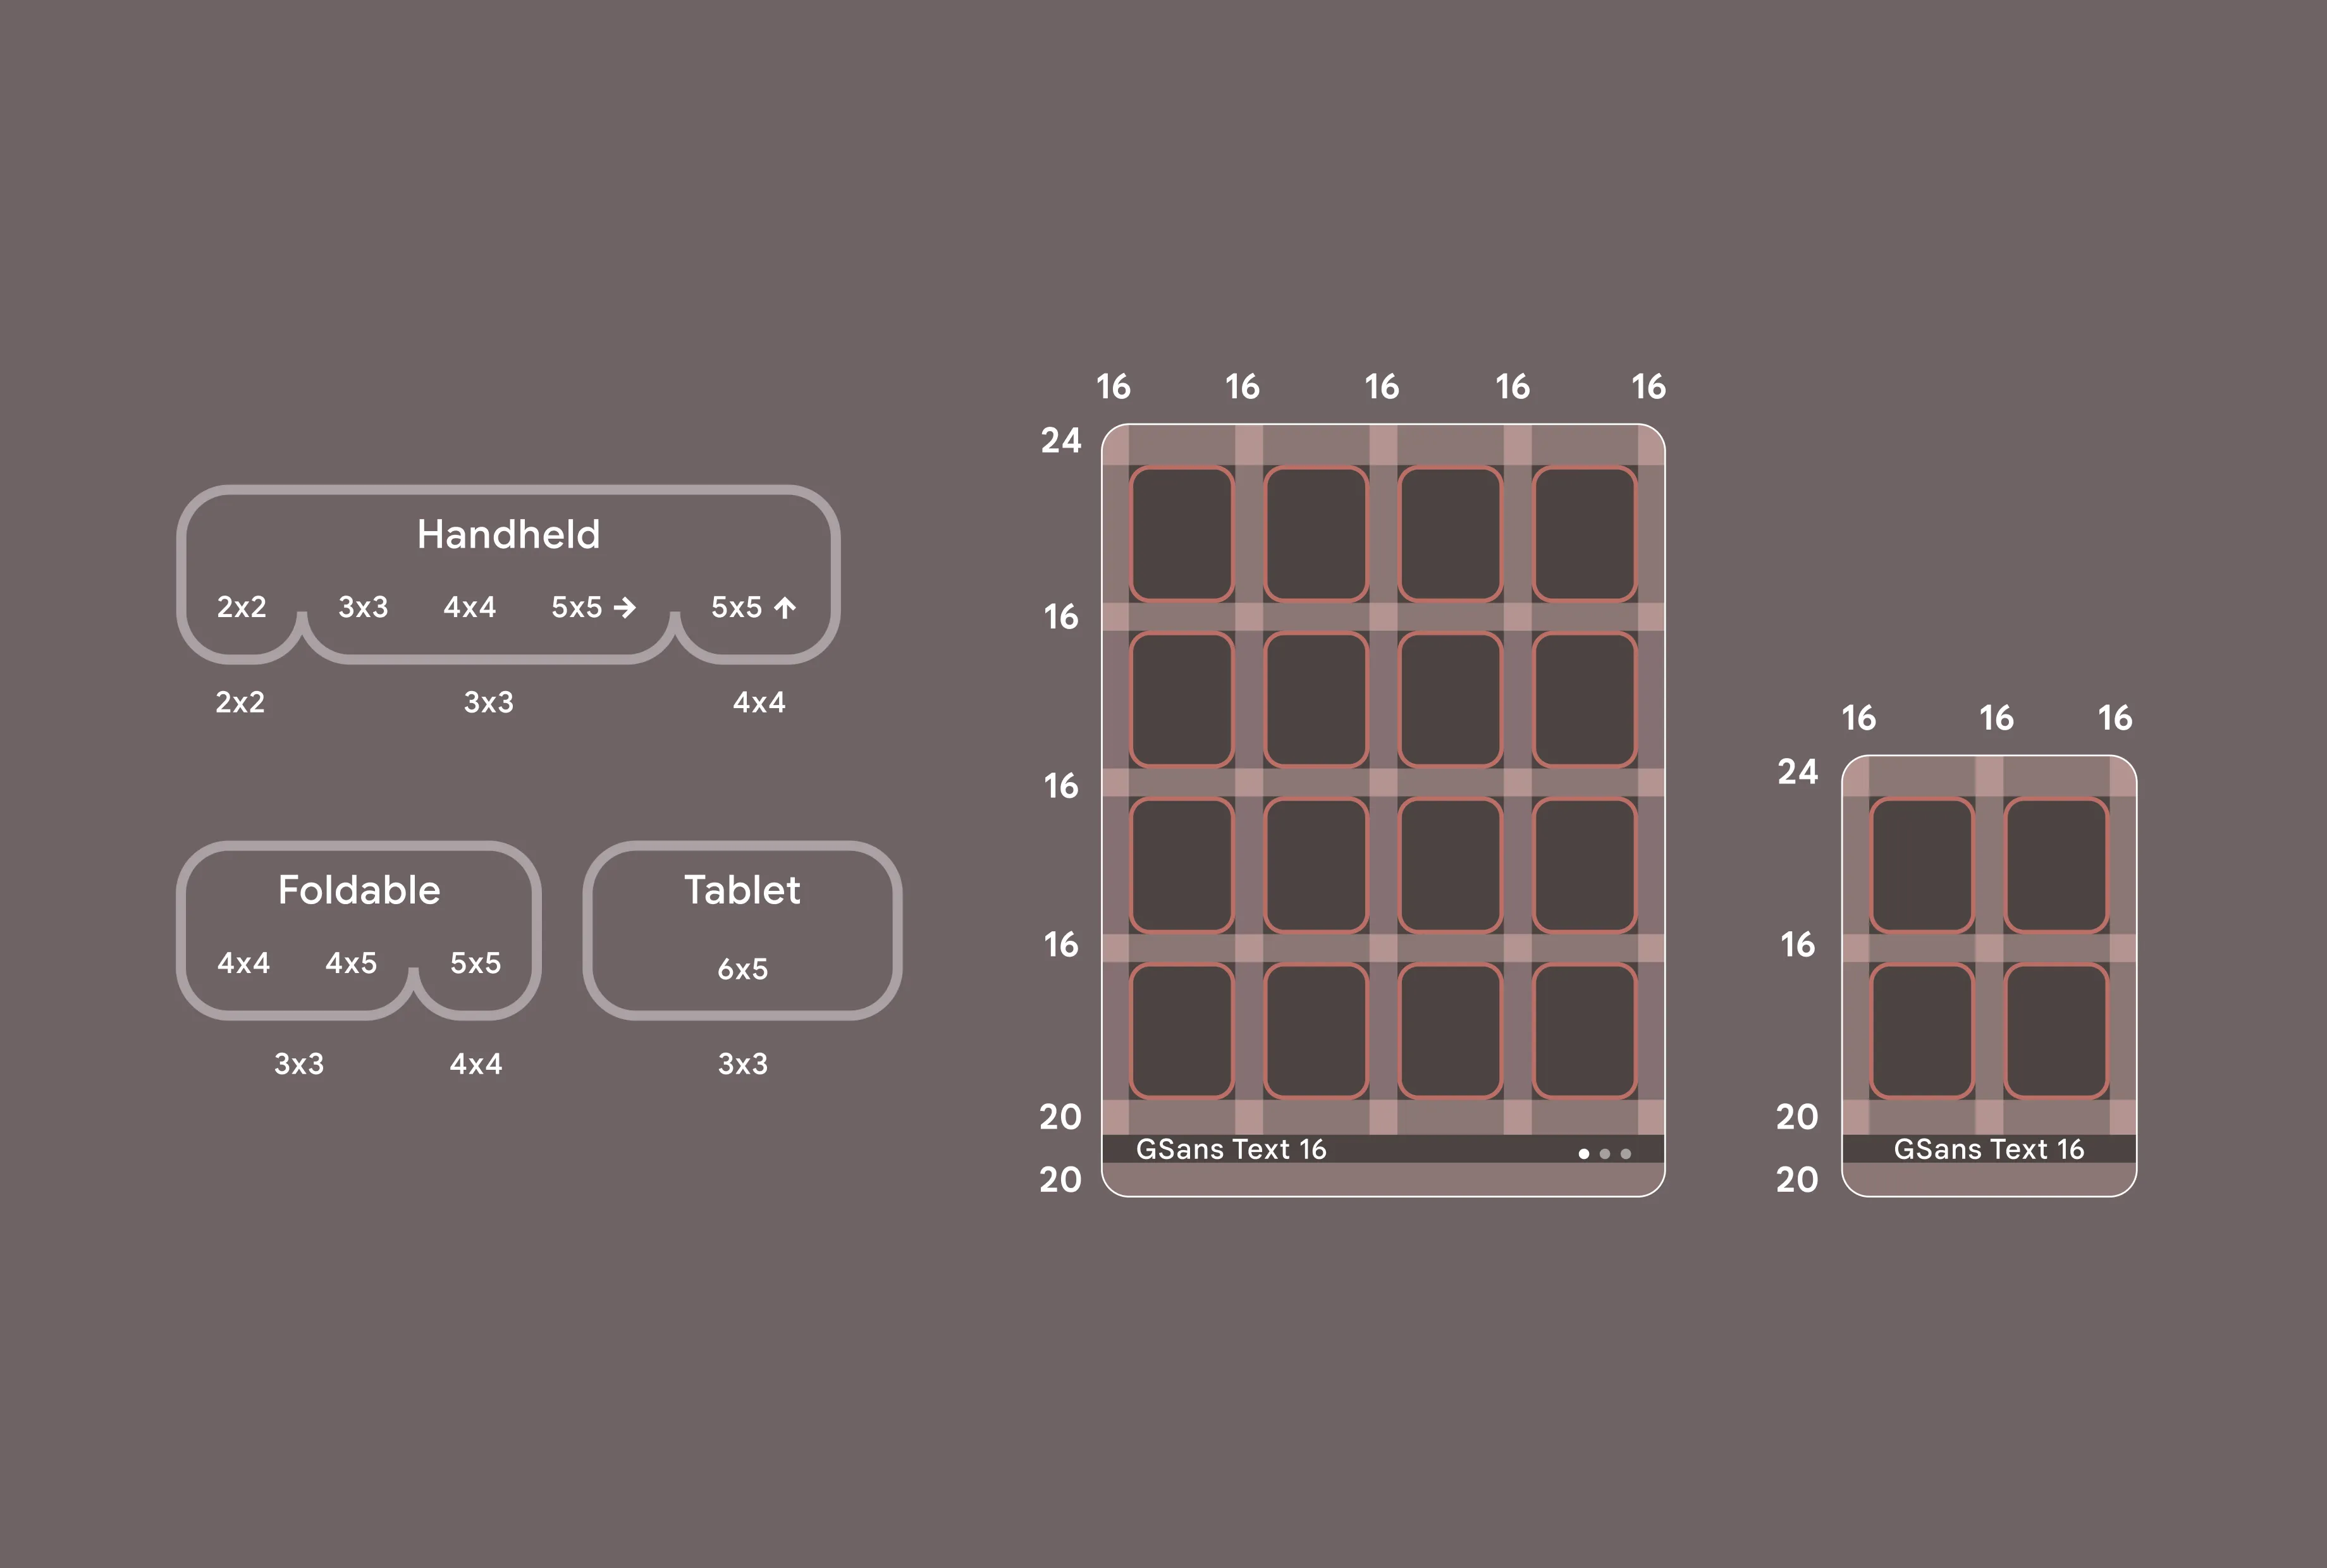 Handheld
2x2 3x3 4x4 5x5 → 5x5 ↑
2x2 3x3 4x4
Foldable
4x4 4x5 5x5
3x3 4x4
Tablet
6x5
3x3
16 16 16 16 16
24
16
16
16
20
GSans Text 16
20
16 16 16
24
16
20
GSans Text 16
20